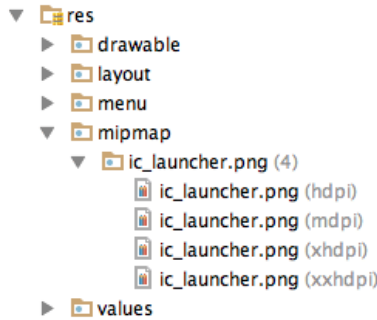 res
drawable
layout
menu
mipmap
ic_launcher.png (4)
ic_launcher.png (hdpi)
ic_launcher.png (mdpi)
ic_launcher.png (xhdpi)
ic_launcher.png (xxhdpi)
values